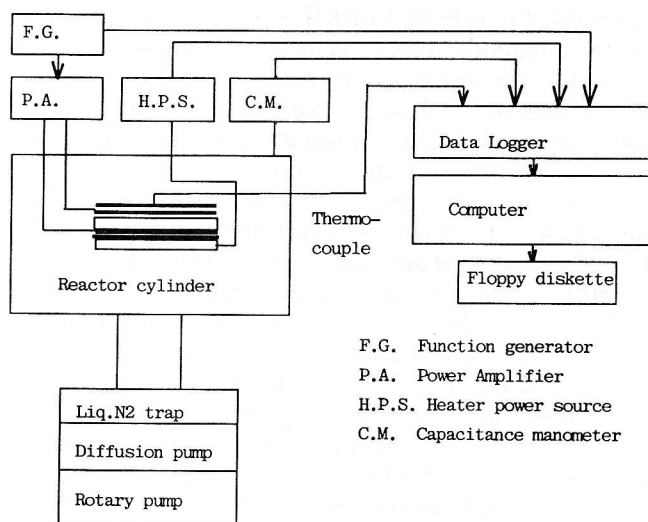 F.G.
P.A.
H.P.S.
C.M.
Data Logger
Computer
Floppy diskette
Thermo-
couple
Reactor cylinder
Liq.N2 trap
Diffusion pump
Rotary pump
F.G. Function generator
P.A. Power Amplifier
H.P.S. Heater power source
C.M. Capacitance manometer